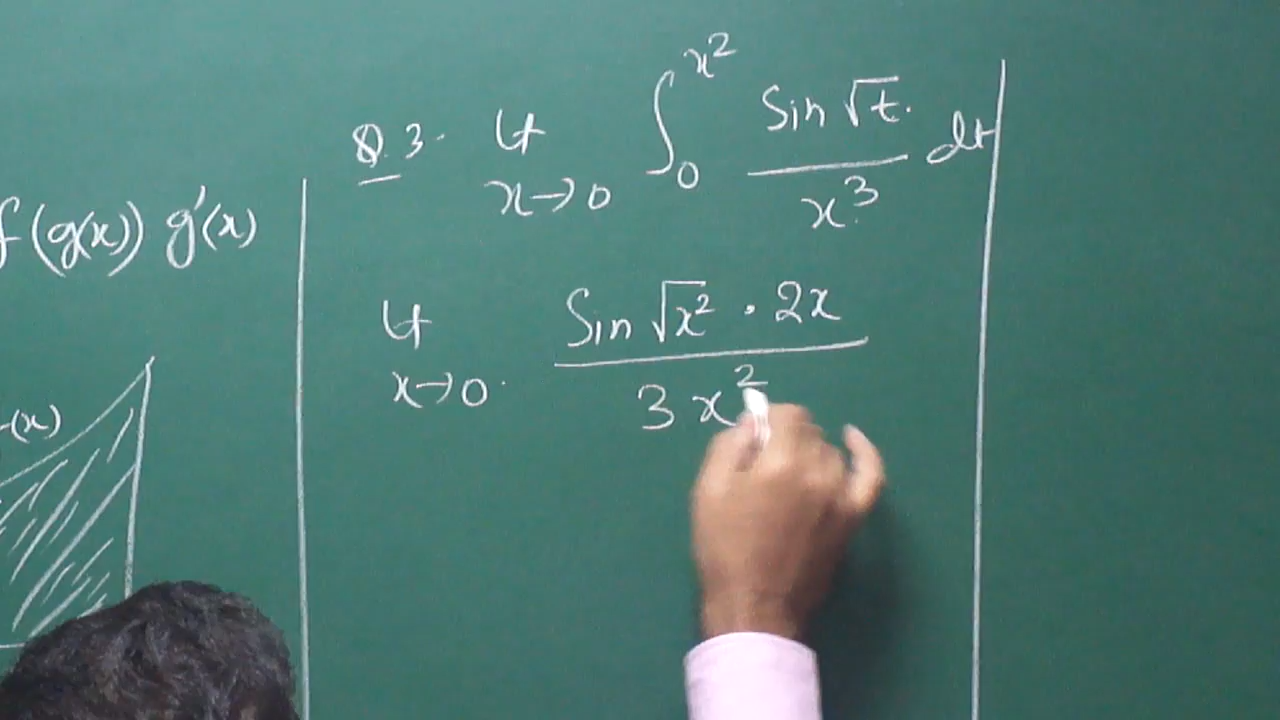 f(g(x)) g'(x)
(x)
Q.3. Lt x→0 ∫₀^{x²} (Sin √t / x³) dt
Lt x→0 (Sin √x² · 2x) / (3x²)